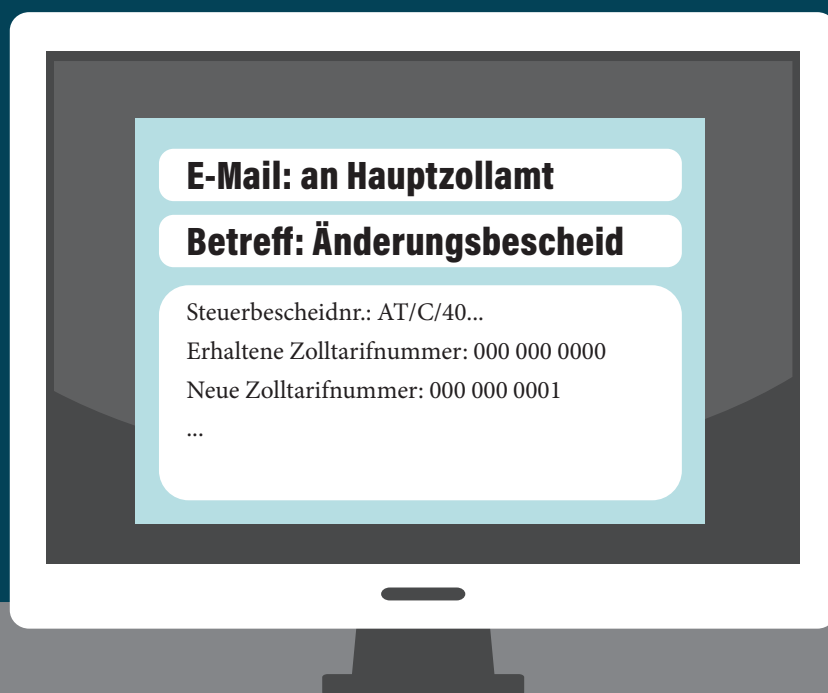 E-Mail: an Hauptzollamt
Betreff: Änderungsbescheid
Steuerbescheidnr.: AT/C/40...
Erhaltene Zolltarifnummer: 000 000 0000
Neue Zolltarifnummer: 000 000 0001
...